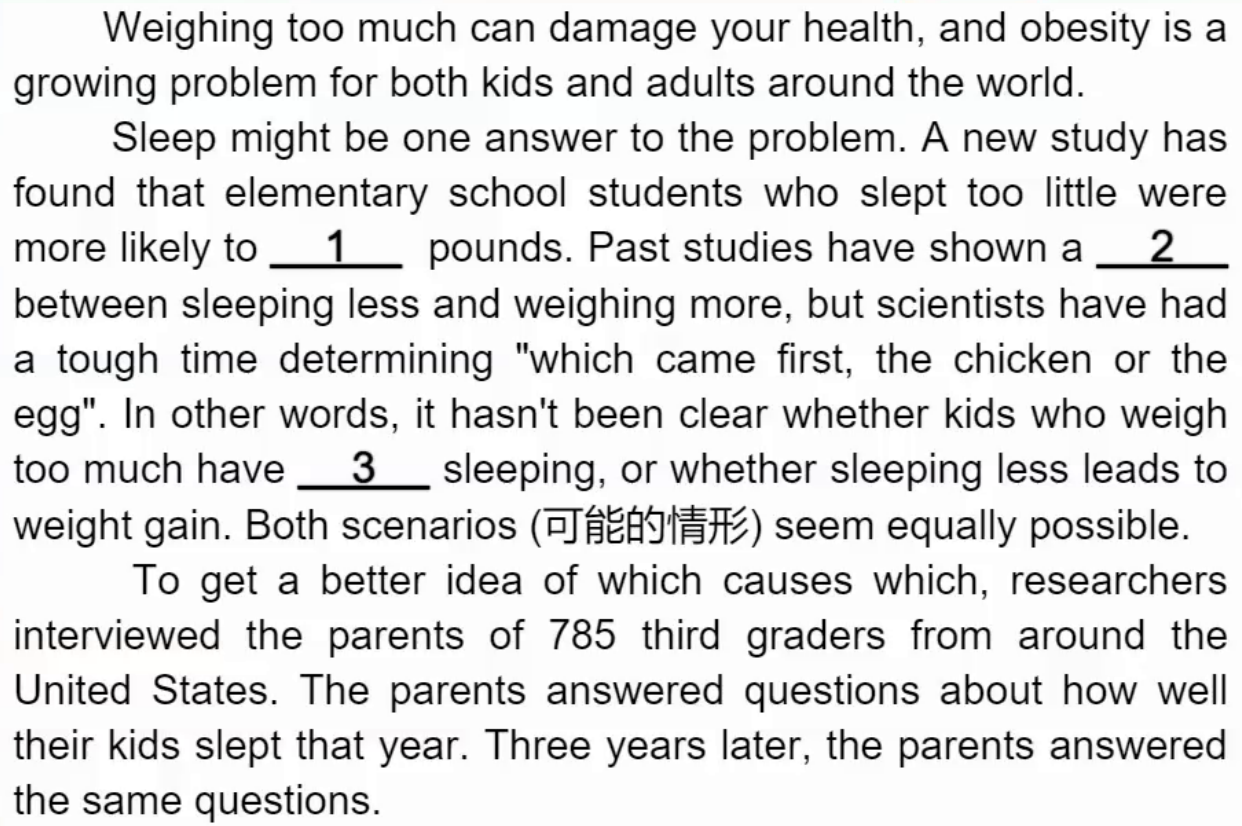 Weighing too much can damage your health, and obesity is a
growing problem for both kids and adults around the world.
Sleep might be one answer to the problem. A new study has
found that elementary school students who slept too little were
more likely to 1 pounds. Past studies have shown a 2
between sleeping less and weighing more, but scientists have had
a tough time determining "which came first, the chicken or the
egg". In other words, it hasn't been clear whether kids who weigh
too much have 3 sleeping, or whether sleeping less leads to
weight gain. Both scenarios (可能的情形) seem equally possible.
To get a better idea of which causes which, researchers
interviewed the parents of 785 third graders from around the
United States. The parents answered questions about how well
their kids slept that year. Three years later, the parents answered
the same questions.